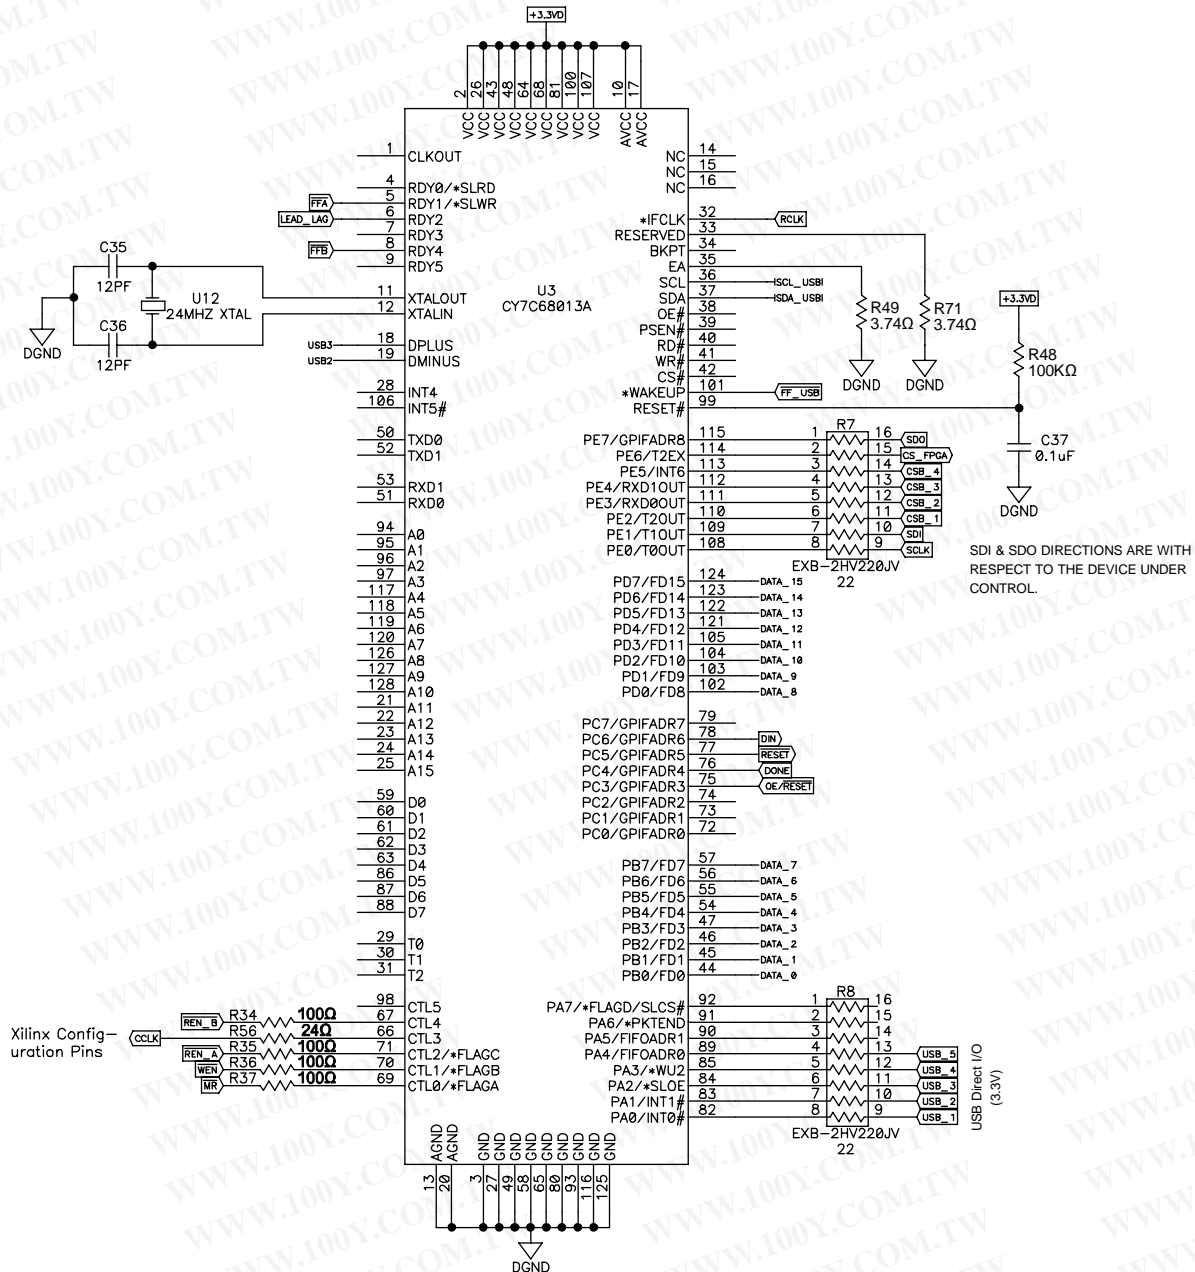 +3.3VD
2 26 43 48 64 68 81 100 107 10 17
VCC VCC VCC VCC VCC VCC VCC VCC VCC AVCC AVCC
U3
CY7C68013A
1 CLKOUT
4 RDY0/*SLRD
FFA 5 RDY1/*SLWR
LEAD_LAG 6 RDY2
7 RDY3
FFB 8 RDY4
9 RDY5
C35
12PF
U12
24MHZ XTAL
C36
12PF
DGND
11 XTALOUT
12 XTALIN
USB3 18 DPLUS
USB2 19 DMINUS
28 INT4
106 INT5#
50 TXD0
52 TXD1
53 RXD1
51 RXD0
94 A0
95 A1
96 A2
97 A3
117 A4
118 A5
119 A6
120 A7
126 A8
127 A9
128 A10
21 A11
22 A12
23 A13
24 A14
25 A15
59 D0
60 D1
61 D2
62 D3
63 D4
86 D5
87 D6
88 D7
29 T0
30 T1
31 T2
98 CTL5
REN_B R34 100Ω 67 CTL4
Xilinx Config-
uration Pins
CCLK R56 24Ω 66 CTL3
REN_A R35 100Ω 71 CTL2/*FLAGC
WEN R36 100Ω 70 CTL1/*FLAGB
MR R37 100Ω 69 CTL0/*FLAGA
NC 14
NC 15
NC 16
*IFCLK 32 RCLK
RESERVED 33
BKPT 34
EA 35
SCL 36 ISCL_USBI
SDA 37 ISDA_USBI
OE# 38
PSEN# 39
RD# 40
WR# 41
CS# 42
*WAKEUP 101 FF_USB
RESET# 99
R49
3.74Ω
DGND
R71
3.74Ω
DGND
+3.3VD
R48
100KΩ
C37
0.1uF
DGND
R7
PE7/GPIFADR8 115 1 16 SDO
PE6/T2EX 114 2 15 CS_FPGA
PE5/INT6 113 3 14 CSB_4
PE4/RXD1OUT 112 4 13 CSB_3
PE3/RXD0OUT 111 5 12 CSB_2
PE2/T2OUT 110 6 11 CSB_1
PE1/T1OUT 109 7 10 SDI
PE0/T0OUT 108 8 9 SCLK
EXB-2HV220JV
22
SDI & SDO DIRECTIONS ARE WITH
RESPECT TO THE DEVICE UNDER
CONTROL.
PD7/FD15 124 DATA_15
PD6/FD14 123 DATA_14
PD5/FD13 122 DATA_13
PD4/FD12 121 DATA_12
PD3/FD11 105 DATA_11
PD2/FD10 104 DATA_10
PD1/FD9 103 DATA_9
PD0/FD8 102 DATA_8
PC7/GPIFADR7 79
PC6/GPIFADR6 78 DIN
PC5/GPIFADR5 77 RESET
PC4/GPIFADR4 76 DONE
PC3/GPIFADR3 75 OE/RESET
PC2/GPIFADR2 74
PC1/GPIFADR1 73
PC0/GPIFADR0 72
PB7/FD7 57 DATA_7
PB6/FD6 56 DATA_6
PB5/FD5 55 DATA_5
PB4/FD4 54 DATA_4
PB3/FD3 47 DATA_3
PB2/FD2 46 DATA_2
PB1/FD1 45 DATA_1
PB0/FD0 44 DATA_0
R8
PA7/*FLAGD/SLCS# 92 1 16
PA6/*PKTEND 91 2 15
PA5/FIFOADR1 90 3 14
PA4/FIFOADR0 89 4 13 USB_5
PA3/*WU2 85 5 12 USB_4
PA2/*SLOE 84 6 11 USB_3
PA1/INT1# 83 7 10 USB_2
PA0/INT0# 82 8 9 USB_1
EXB-2HV220JV
22
USB Direct I/O
(3.3V)
AGND AGND GND GND GND GND GND GND GND GND GND
13 20 3 27 49 58 65 80 93 116 125
DGND
WWW.100Y.COM.TW